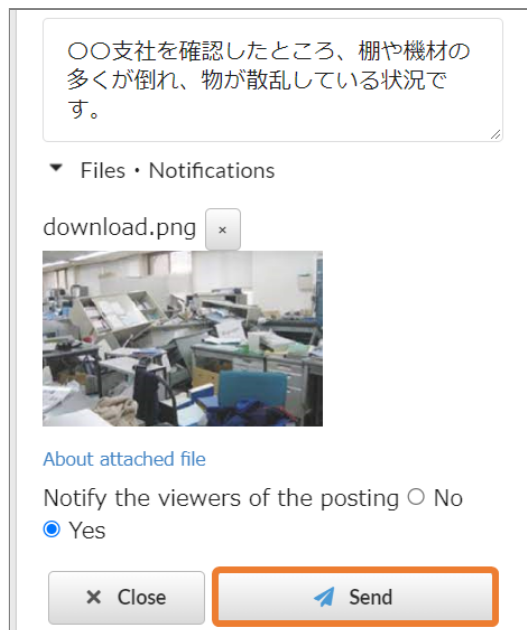 〇〇支社を確認したところ、棚や機材の
多くが倒れ、物が散乱している状況で
す。
Files・Notifications
download.png ×
About attached file
Notify the viewers of the posting No
Yes
× Close
Send